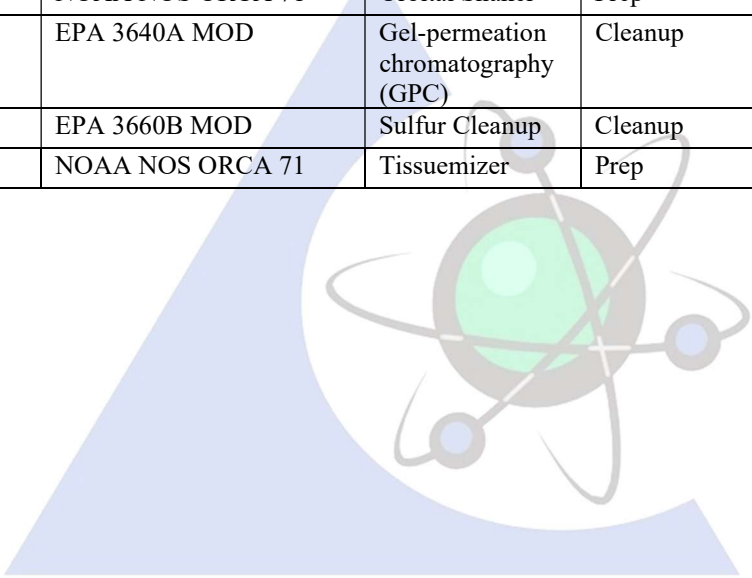 EPA 3640A MOD Gel-permeation Cleanup
chromatography
(GPC)
EPA 3660B MOD Sulfur Cleanup Cleanup
NOAA NOS ORCA 71 Tissuemizer Prep